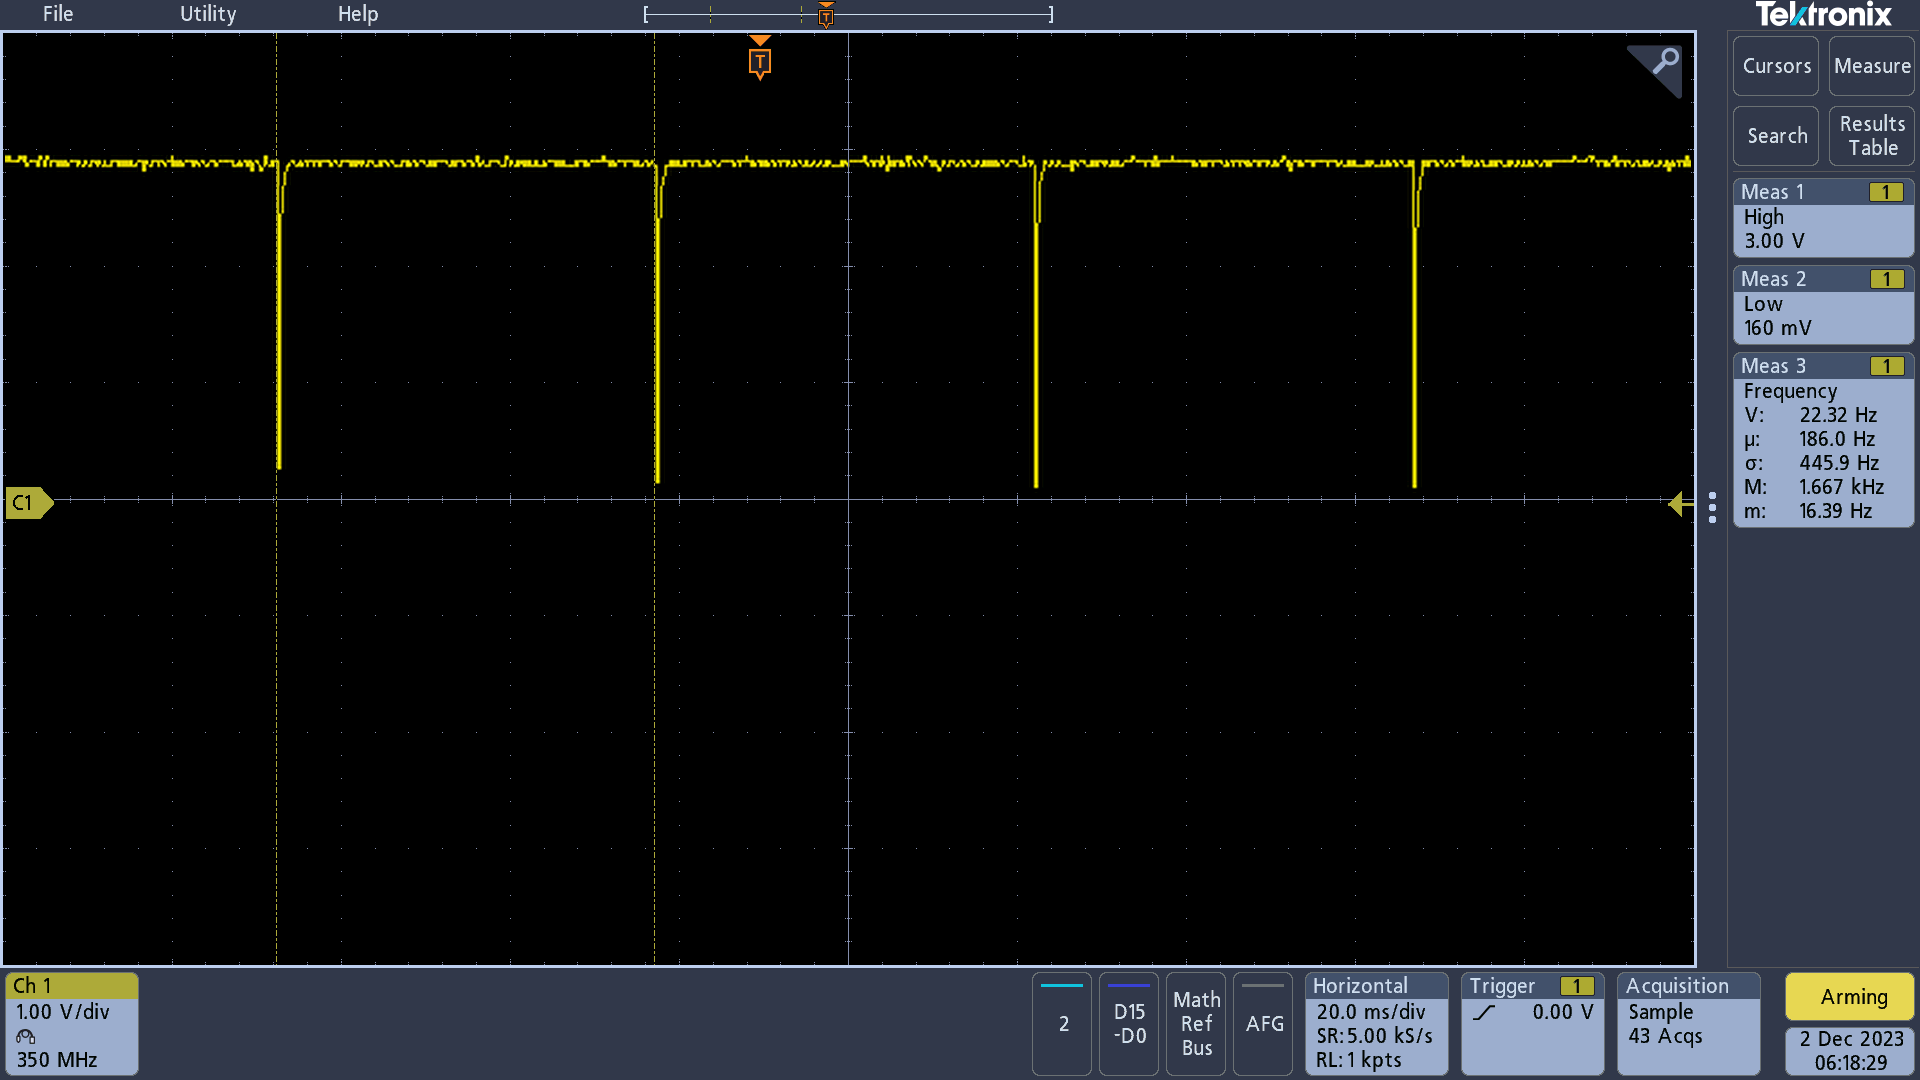 File Utility Help
Tektronix
T
T
Cursors Measure
Search Results Table
Meas 1 1
High
3.00 V
Meas 2 1
Low
160 mV
Meas 3 1
Frequency
V: 22.32 Hz
µ: 186.0 Hz
σ: 445.9 Hz
M: 1.667 kHz
m: 16.39 Hz
C1
Ch 1
1.00 V/div
350 MHz
2
D15
-D0
Math
Ref
Bus
AFG
Horizontal
20.0 ms/div
SR:5.00 kS/s
RL:1 kpts
Trigger 1
0.00 V
Acquisition
Sample
43 Acqs
Arming
2 Dec 2023
06:18:29